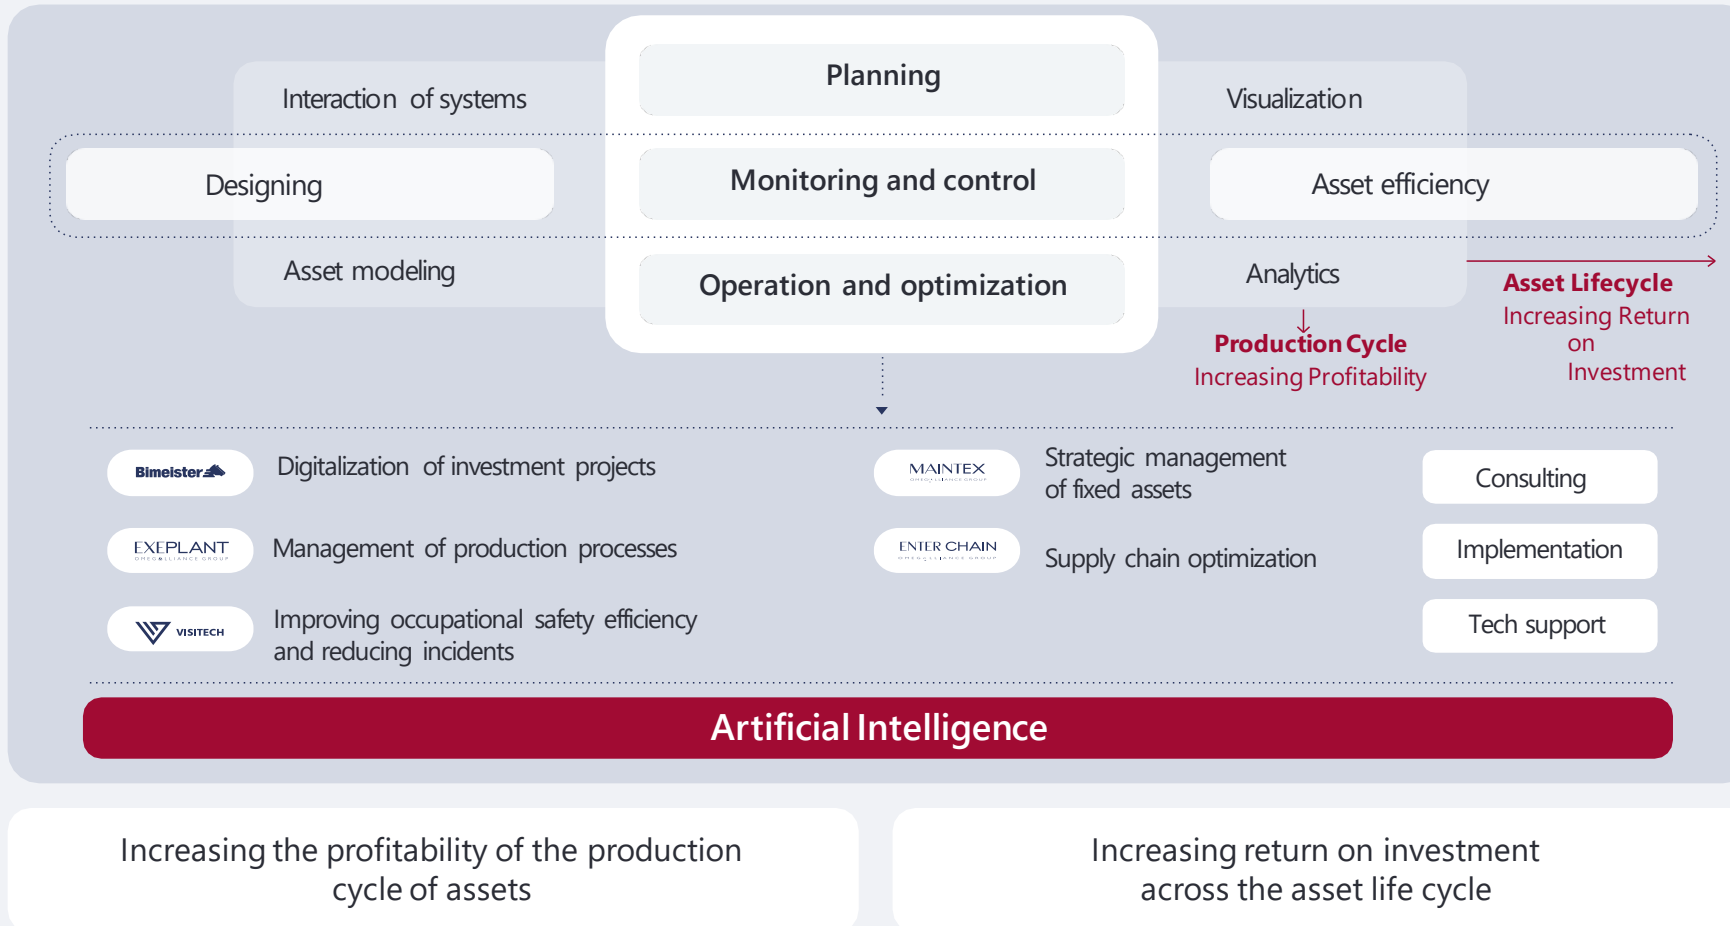 Planning
Interaction of systems
Visualization
Designing
Monitoring and control
Asset efficiency
Asset modeling
Operation and optimization
Analytics
Asset Lifecycle
Increasing Return
on
Investment
Production Cycle
Increasing Profitability
Bimeister
Digitalization of investment projects
MAINTEX
Strategic management
of fixed assets
Consulting
EXEPLANT
Management of production processes
ENTER CHAIN
Supply chain optimization
Implementation
VISITECH
Improving occupational safety efficiency
and reducing incidents
Tech support
Artificial Intelligence
Increasing the profitability of the production
cycle of assets
Increasing return on investment
across the asset life cycle